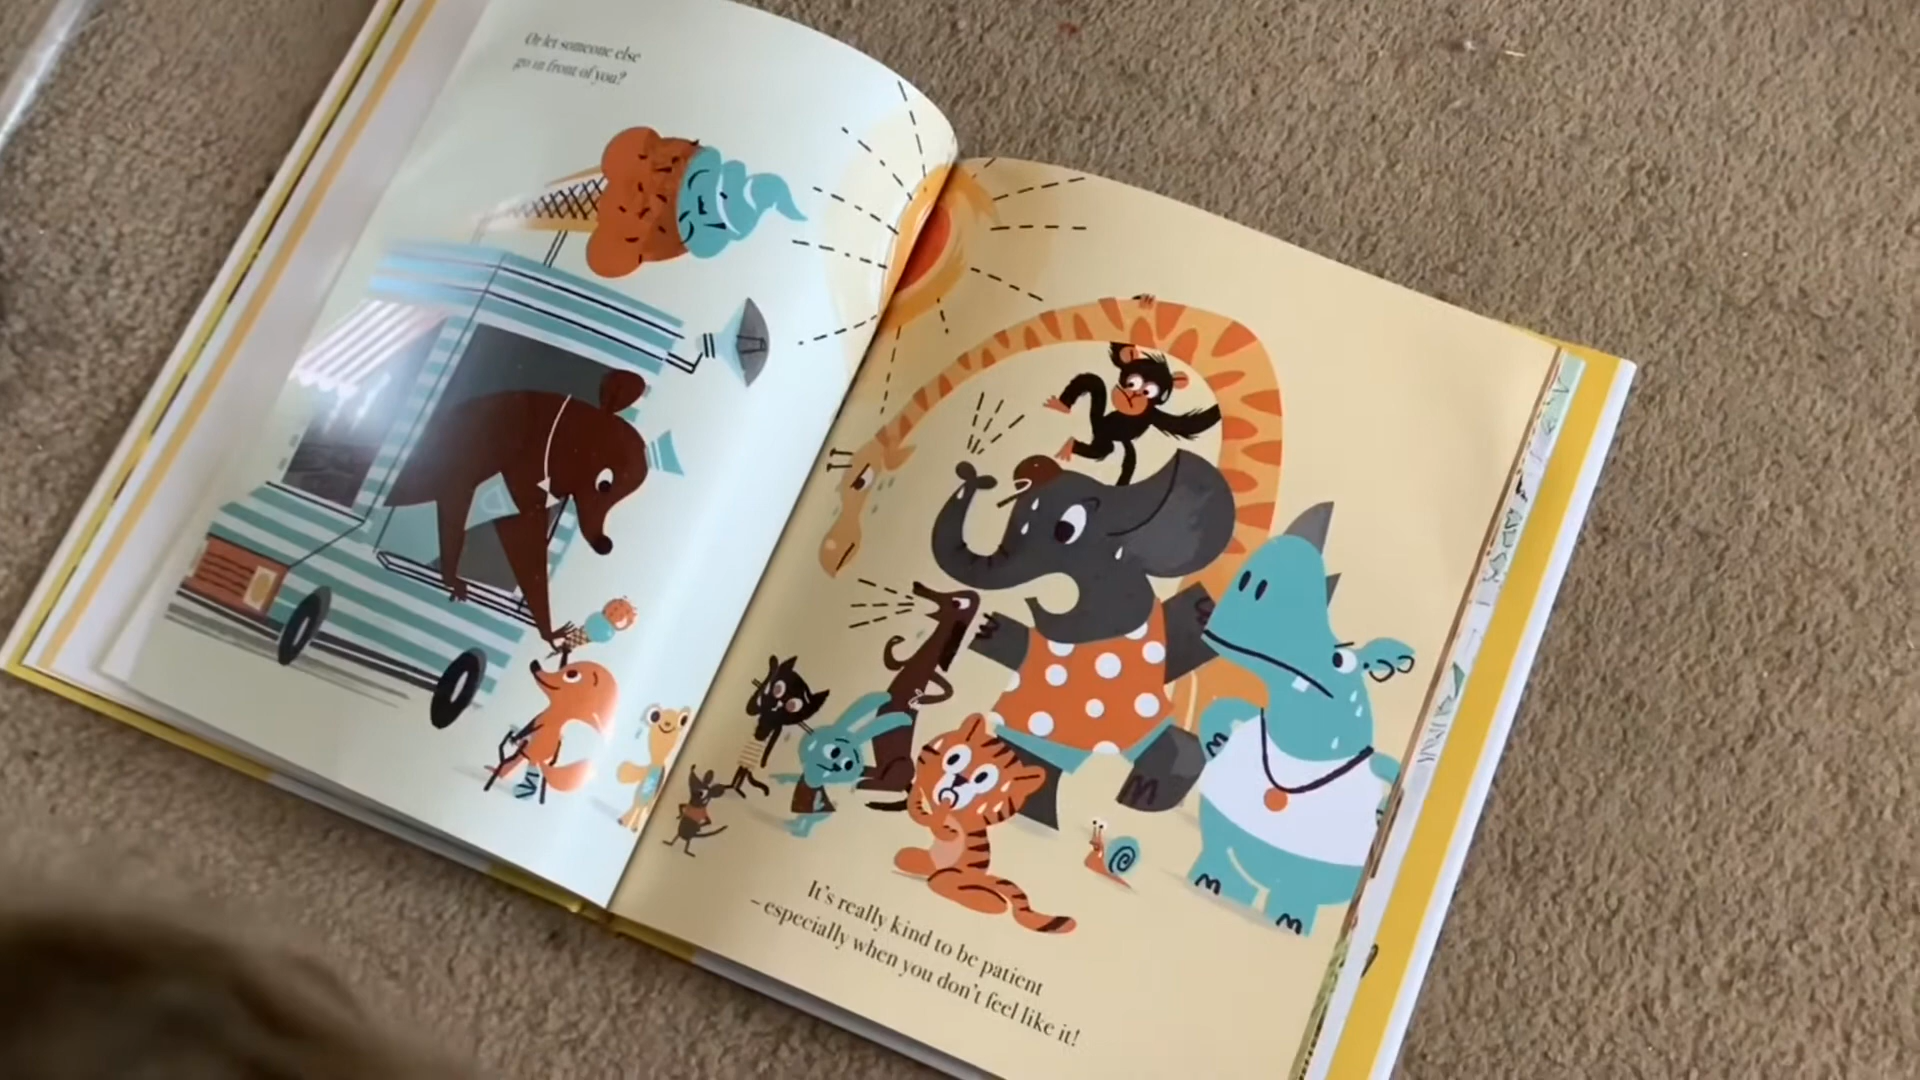 Or let someone else
go in front of you?
It's really kind to be patient
– especially when you don't feel like it!